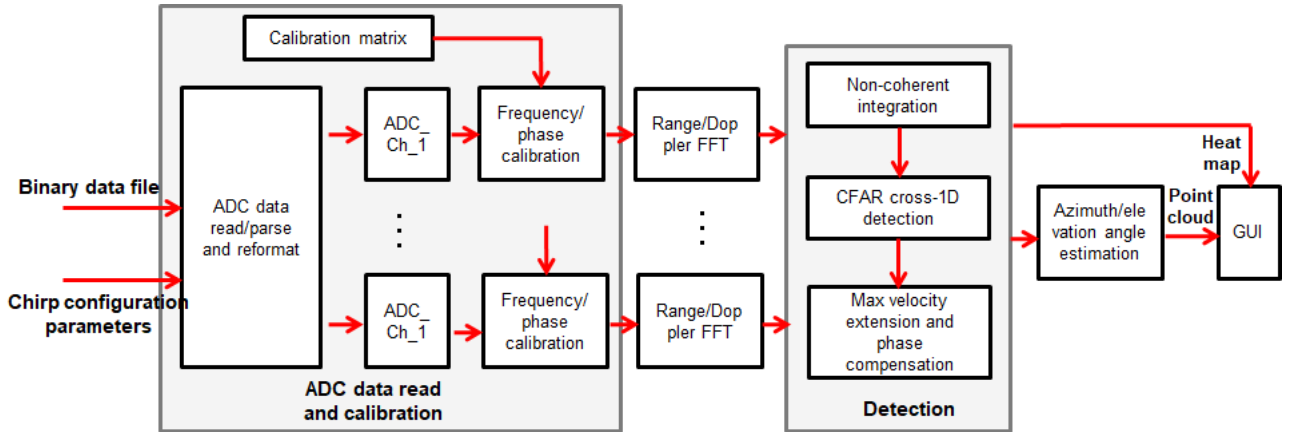 Calibration matrix
Binary data file
Chirp configuration
parameters
ADC data
read/parse
and reformat
ADC_
Ch_1
Frequency/
phase
calibration
Range/Dop
pler FFT
⋮
⋮
ADC_
Ch_1
Frequency/
phase
calibration
Range/Dop
pler FFT
ADC data read
and calibration
Non-coherent
integration
CFAR cross-1D
detection
Max velocity
extension and
phase
compensation
Detection
Azimuth/ele
vation angle
estimation
Heat
map
Point
cloud
GUI